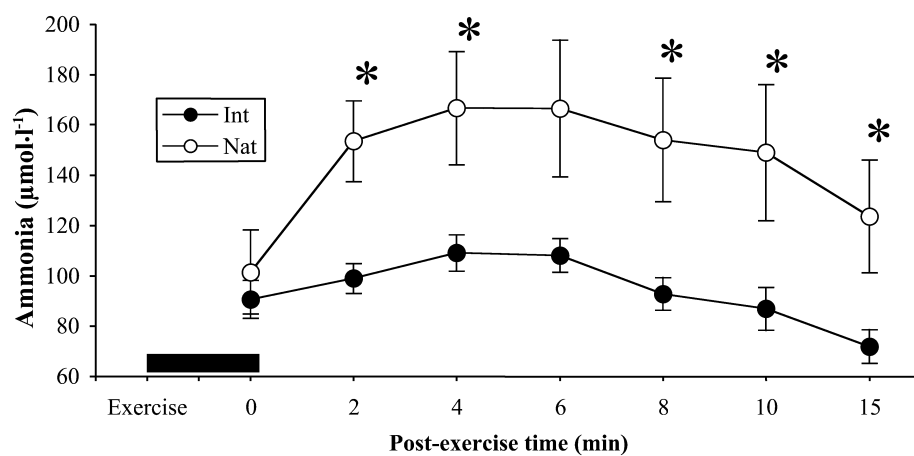 200
180
160
140
120
100
80
60
Ammonia (µmol·l⁻¹)
Int
Nat
*
*
*
*
*
Exercise 0 2 4 6 8 10 15
Post-exercise time (min)